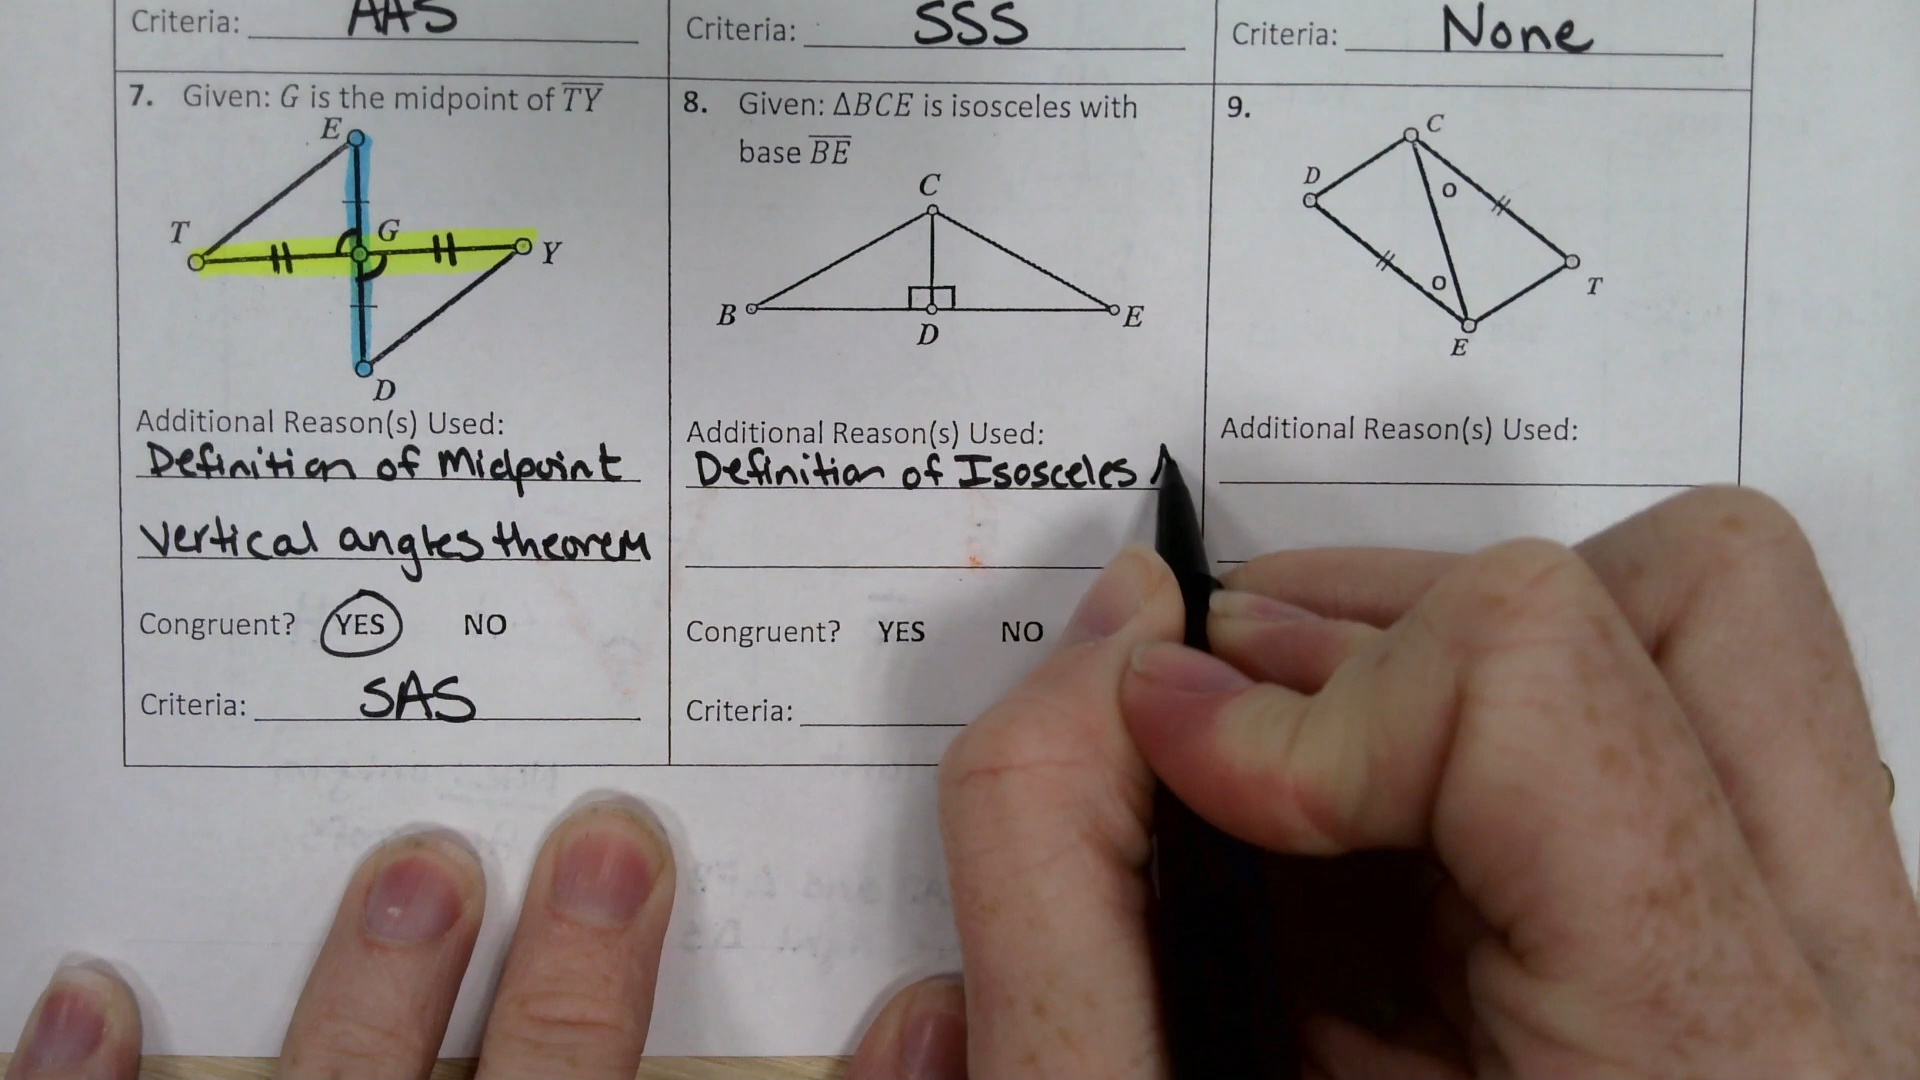 Criteria: AAS
Criteria: SSS
Criteria: None
7. Given: G is the midpoint of TY
E
T
G
Y
D
Additional Reason(s) Used:
Definition of Midpoint
Vertical angles theorem
Congruent? YES NO
Criteria: SAS
8. Given: ΔBCE is isosceles with
base BE
C
B
D
E
Additional Reason(s) Used:
Definition of Isosceles
Congruent? YES NO
Criteria:
9.
C
D
T
E
Additional Reason(s) Used: